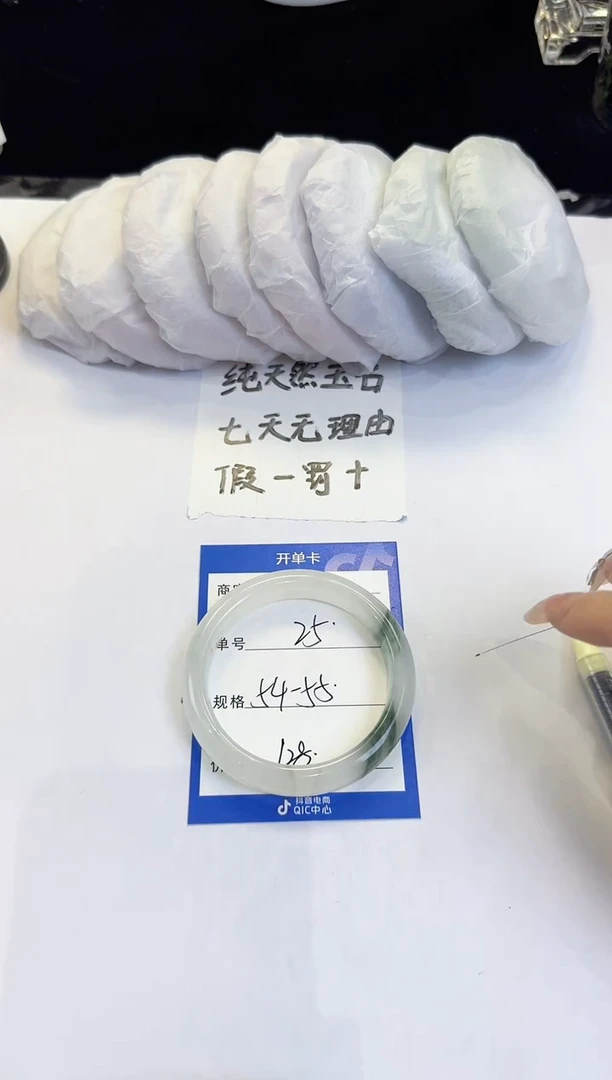 纯天然玉石
七天无理由
假一罚十
开单卡
商
单号 25.
规格 54-55.
128.
抖音电商
QIC中心